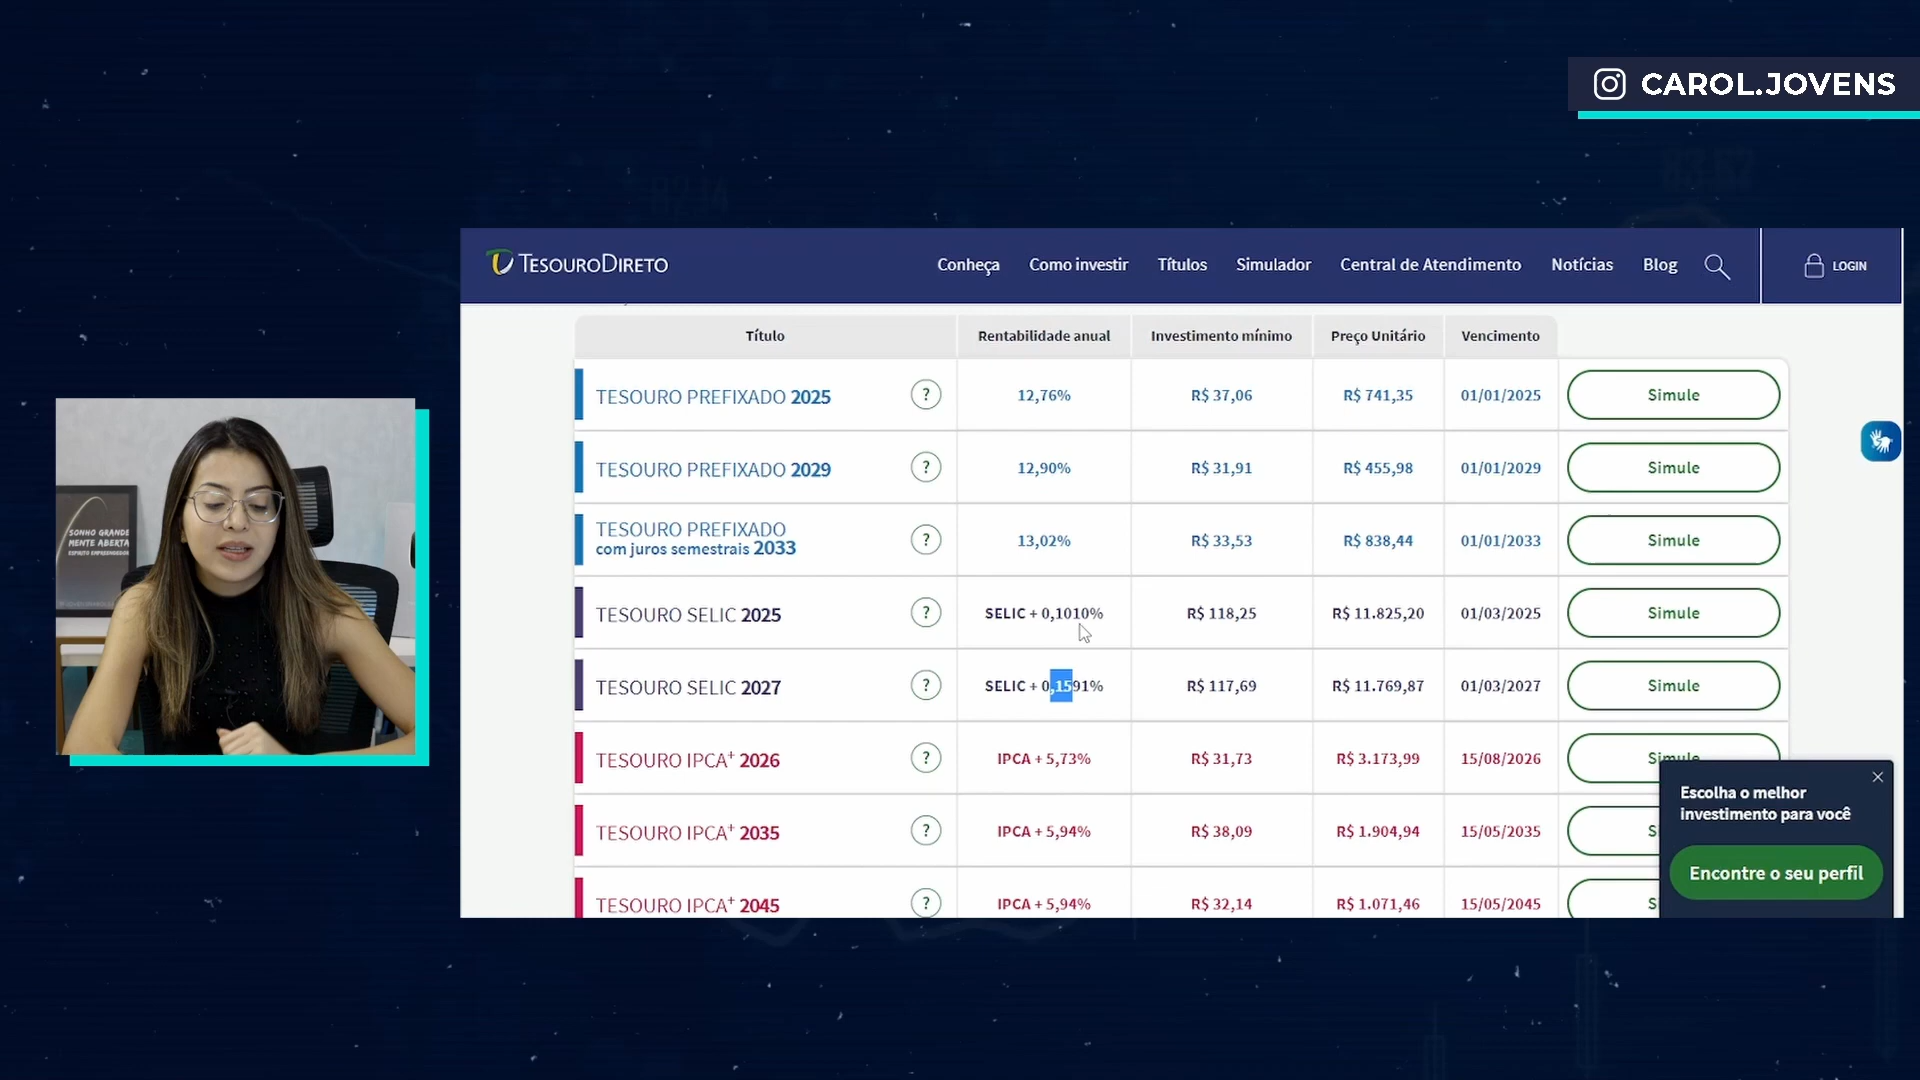 CAROL.JOVENS
TESOURODIRETO
Conheça Como investir Títulos Simulador Central de Atendimento Notícias Blog LOGIN
Título Rentabilidade anual Investimento mínimo Preço Unitário Vencimento
TESOURO PREFIXADO 2025 ? 12,76% R$ 37,06 R$ 741,35 01/01/2025 Simule
TESOURO PREFIXADO 2029 ? 12,90% R$ 31,91 R$ 455,98 01/01/2029 Simule
TESOURO PREFIXADO
com juros semestrais 2033 ? 13,02% R$ 33,53 R$ 838,44 01/01/2033 Simule
TESOURO SELIC 2025 ? SELIC + 0,1010% R$ 118,25 R$ 11.825,20 01/03/2025 Simule
TESOURO SELIC 2027 ? SELIC + 0,1591% R$ 117,69 R$ 11.769,87 01/03/2027 Simule
TESOURO IPCA+ 2026 ? IPCA + 5,73% R$ 31,73 R$ 3.173,99 15/08/2026 Simule
TESOURO IPCA+ 2035 ? IPCA + 5,94% R$ 38,09 R$ 1.904,94 15/05/2035
TESOURO IPCA+ 2045 ? IPCA + 5,94% R$ 32,14 R$ 1.071,46 15/05/2045
Escolha o melhor
investimento para você
Encontre o seu perfil
"SONHO GRANDE
MENTE ABERTA
ESPÍRITO EMPREENDEDOR